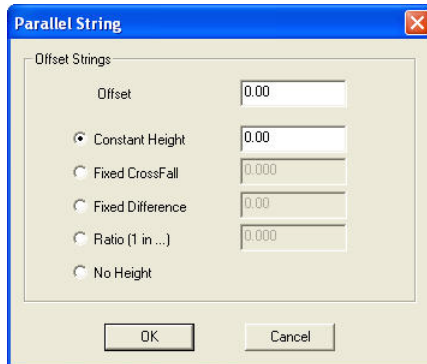 Parallel String
Offset Strings
Offset 0.00
Constant Height 0.00
Fixed CrossFall 0.000
Fixed Difference 0.00
Ratio (1 in ...) 0.000
No Height
OK Cancel